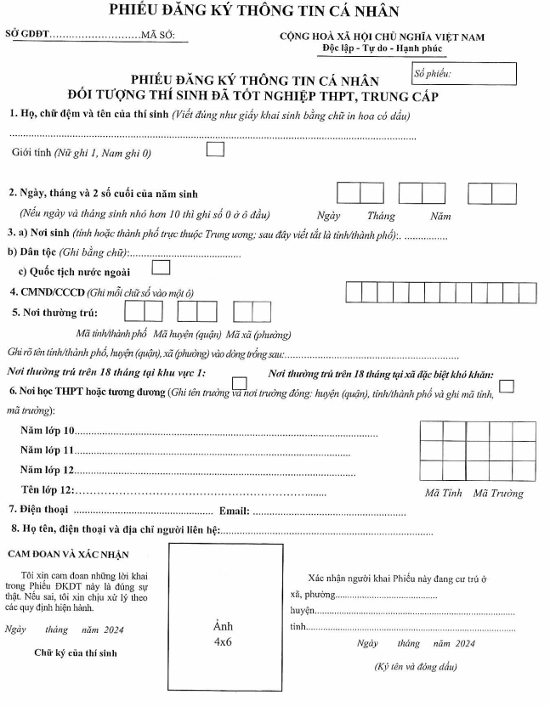 PHIẾU ĐĂNG KÝ THÔNG TIN CÁ NHÂN
SỞ GDĐT........................MÃ SỞ:
CỘNG HOÀ XÃ HỘI CHỦ NGHĨA VIỆT NAM
Độc lập - Tự do - Hạnh phúc
Số phiếu:
PHIẾU ĐĂNG KÝ THÔNG TIN CÁ NHÂN
ĐỐI TƯỢNG THÍ SINH ĐÃ TỐT NGHIỆP THPT, TRUNG CẤP
1. Họ, chữ đệm và tên của thí sinh (Viết đúng như giấy khai sinh bằng chữ in hoa có dấu)
Giới tính (Nữ ghi 1, Nam ghi 0)
2. Ngày, tháng và 2 số cuối của năm sinh
(Nếu ngày và tháng sinh nhỏ hơn 10 thì ghi số 0 ở ô đầu) Ngày Tháng Năm
3. a) Nơi sinh (tỉnh hoặc thành phố trực thuộc Trung ương; sau đây viết tắt là tỉnh/thành phố):. ................
b) Dân tộc (Ghi bằng chữ):.......................................
c) Quốc tịch nước ngoài
4. CMND/CCCD (Ghi mỗi chữ số vào một ô)
5. Nơi thường trú:
Mã tỉnh/thành phố Mã huyện (quận) Mã xã (phường)
Ghi rõ tên tỉnh/thành phố, huyện (quận), xã (phường) vào dòng trống sau:.......................................
Nơi thường trú trên 18 tháng tại khu vực 1: Nơi thường trú trên 18 tháng tại xã đặc biệt khó khăn:
6. Nơi học THPT hoặc tương đương (Ghi tên trường và nơi trường đóng: huyện (quận), tỉnh/thành phố và ghi mã tỉnh,
mã trường):
Năm lớp 10.......................................
Năm lớp 11.......................................
Năm lớp 12.......................................
Tên lớp 12:.......................................
Mã Tỉnh Mã Trường
7. Điện thoại ....................................... Email: .......................................
8. Họ tên, điện thoại và địa chỉ người liên hệ:.......................................
CAM ĐOAN VÀ XÁC NHẬN
Tôi xin cam đoan những lời khai
trong Phiếu ĐKDT này là đúng sự
thật. Nếu sai, tôi xin chịu xử lý theo
các quy định hiện hành.
Ngày tháng năm 2024
Chữ ký của thí sinh
Ảnh
4x6
Xác nhận người khai Phiếu này đang cư trú ở
xã, phường.......................................
huyện.......................................
tỉnh.......................................
Ngày tháng năm 2024
(Ký tên và đóng dấu)